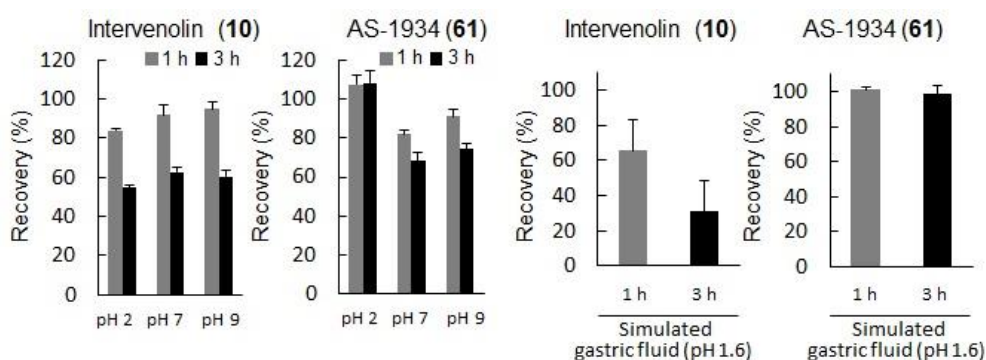 Intervenolin (10)
1 h 3 h
120
100
80
60
40
20
0
Recovery (%)
pH 2 pH 7 pH 9
AS-1934 (61)
1 h 3 h
120
100
80
60
40
20
0
Recovery (%)
pH 2 pH 7 pH 9
Intervenolin (10)
100
80
60
40
20
0
Recovery (%)
1 h 3 h
Simulated
gastric fluid (pH 1.6)
AS-1934 (61)
100
80
60
40
20
0
Recovery (%)
1 h 3 h
Simulated
gastric fluid (pH 1.6)